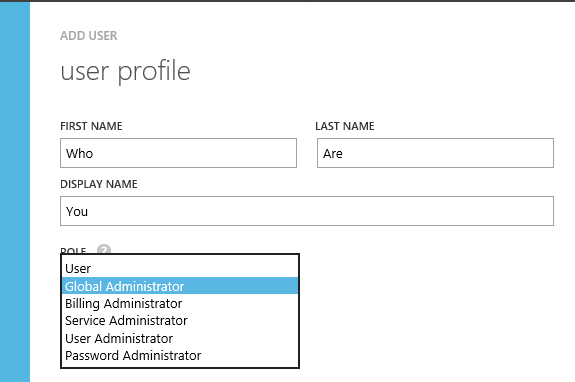 ADD USER
user profile
FIRST NAME LAST NAME
Who Are
DISPLAY NAME
You
ROLE ?
User
Global Administrator
Billing Administrator
Service Administrator
User Administrator
Password Administrator